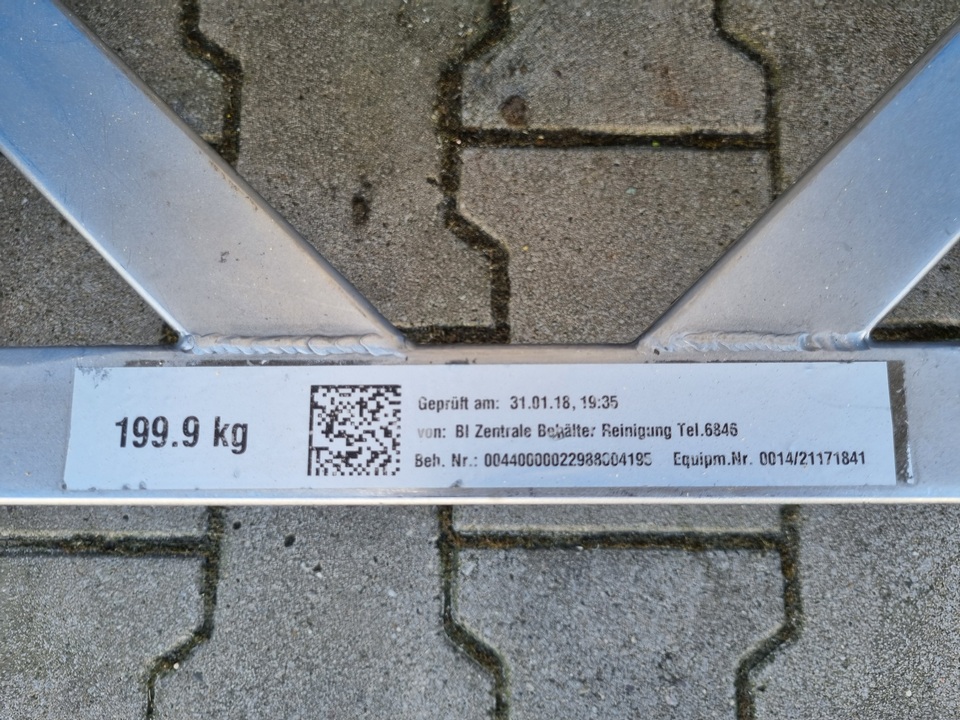 199.9 kg
Geprüft am: 31.01.18, 19:35
von: BI Zentrale Behälter Reinigung Tel.6846
Beh. Nr.: 00440000022988004195 Equipm.Nr. 0014/21171841